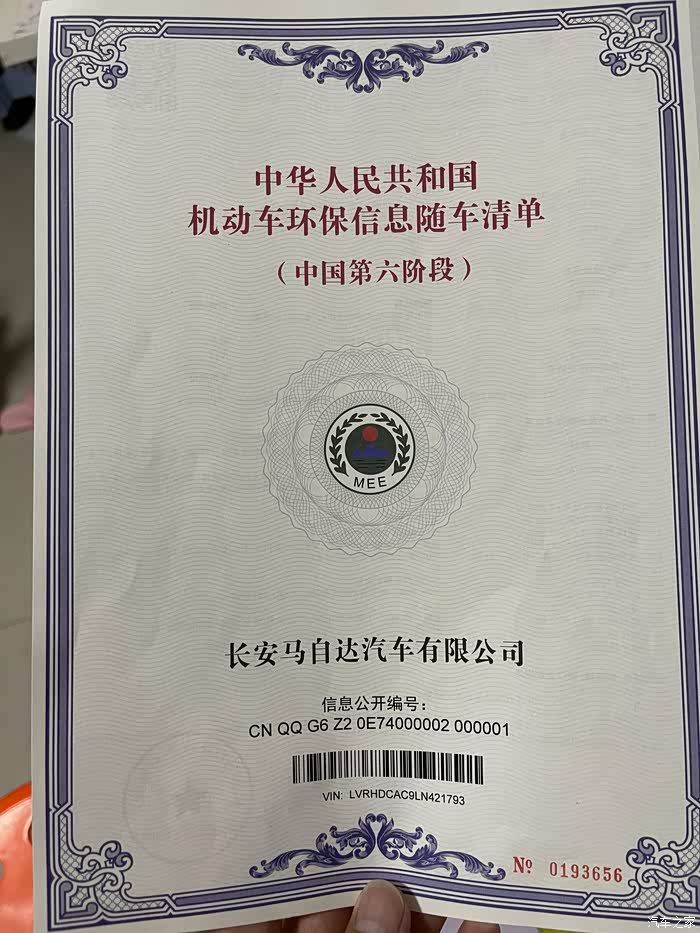 中华人民共和国
机动车环保信息随车清单
（中国第六阶段）
MEE
长安马自达汽车有限公司
信息公开编号：
CN QQ G6 Z2 0E74000002 000001
VIN: LVRHDCAC9LN421793
№ 0193656
汽车之家